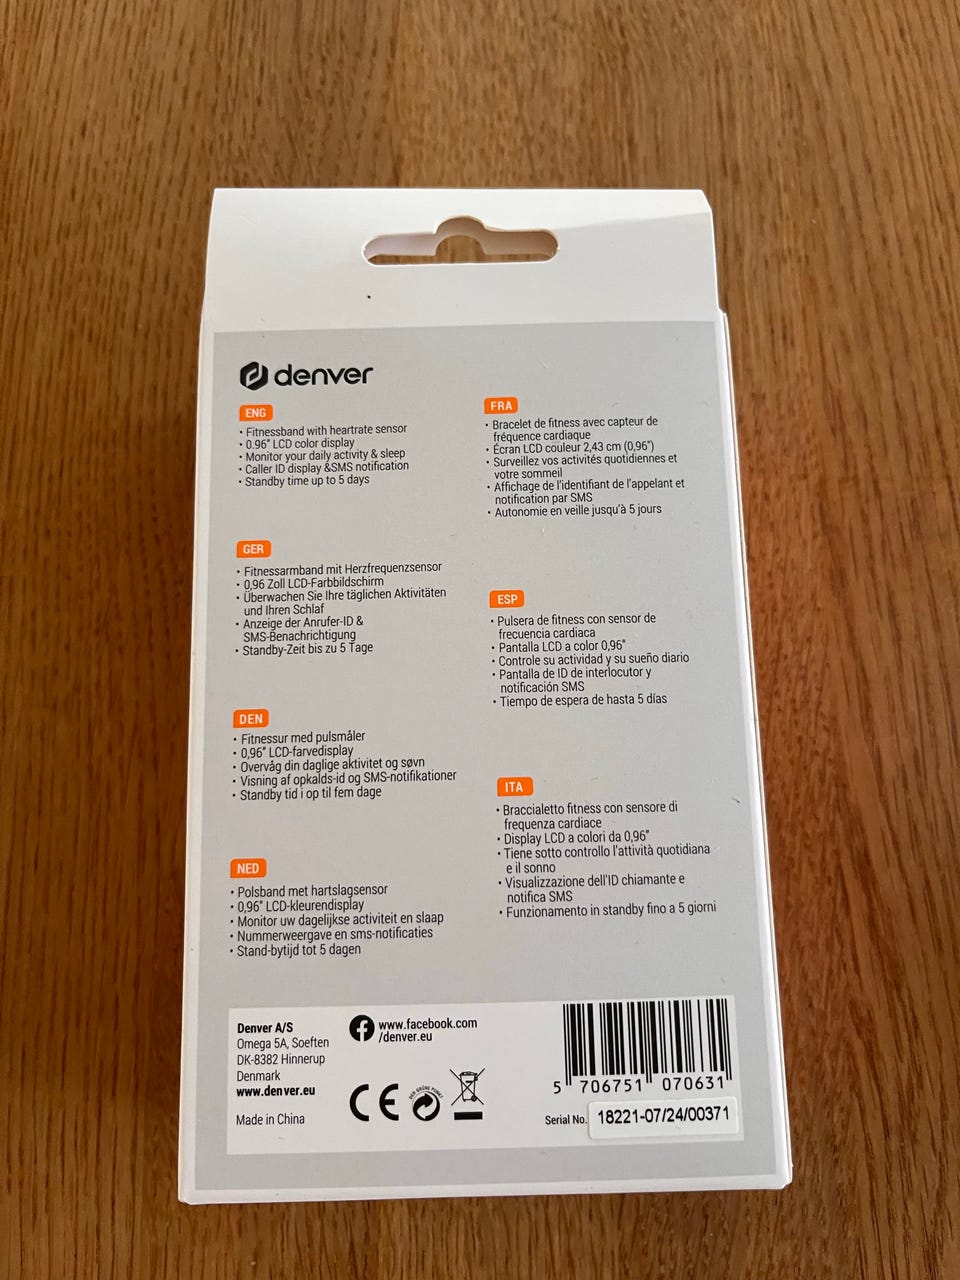 denver
ENG
• Fitnessband with heartrate sensor
• 0.96" LCD color display
• Monitor your daily activity & sleep
• Caller ID display &SMS notification
• Standby time up to 5 days
GER
• Fitnessarmband mit Herzfrequenzsensor
• 0,96 Zoll LCD-Farbbildschirm
• Überwachen Sie Ihre täglichen Aktivitäten
und Ihren Schlaf
• Anzeige der Anrufer-ID &
SMS-Benachrichtigung
• Standby-Zeit bis zu 5 Tage
DEN
• Fitnessur med pulsmåler
• 0,96" LCD-farvedisplay
• Overvåg din daglige aktivitet og søvn
• Visning af opkalds-id og SMS-notifikationer
• Standby tid i op til fem dage
NED
• Polsband met hartslagsensor
• 0,96" LCD-kleurendisplay
• Monitor uw dagelijkse activiteit en slaap
• Nummerweergave en sms-notificaties
• Stand-bytijd tot 5 dagen
FRA
• Bracelet de fitness avec capteur de
fréquence cardiaque
• Écran LCD couleur 2,43 cm (0,96")
• Surveillez vos activités quotidiennes et
votre sommeil
• Affichage de l'identifiant de l'appelant et
notification par SMS
• Autonomie en veille jusqu'à 5 jours
ESP
• Pulsera de fitness con sensor de
frecuencia cardiaca
• Pantalla LCD a color 0,96"
• Controle su actividad y su sueño diario
• Pantalla de ID de interlocutor y
notificación SMS
• Tiempo de espera de hasta 5 días
ITA
• Braccialetto fitness con sensore di
frequenza cardiace
• Display LCD a colori da 0,96"
• Tiene sotto controllo l'attività quotidiana
e il sonno
• Visualizzazione dell'ID chiamante e
notifica SMS
• Funzionamento in standby fino a 5 giorni
Denver A/S
Omega 5A, Soeften
DK-8382 Hinnerup
Denmark
www.denver.eu
Made in China
www.facebook.com
/denver.eu
CE
DER GRÜNE PUNKT
5 706751 070631
Serial No. 18221-07/24/00371